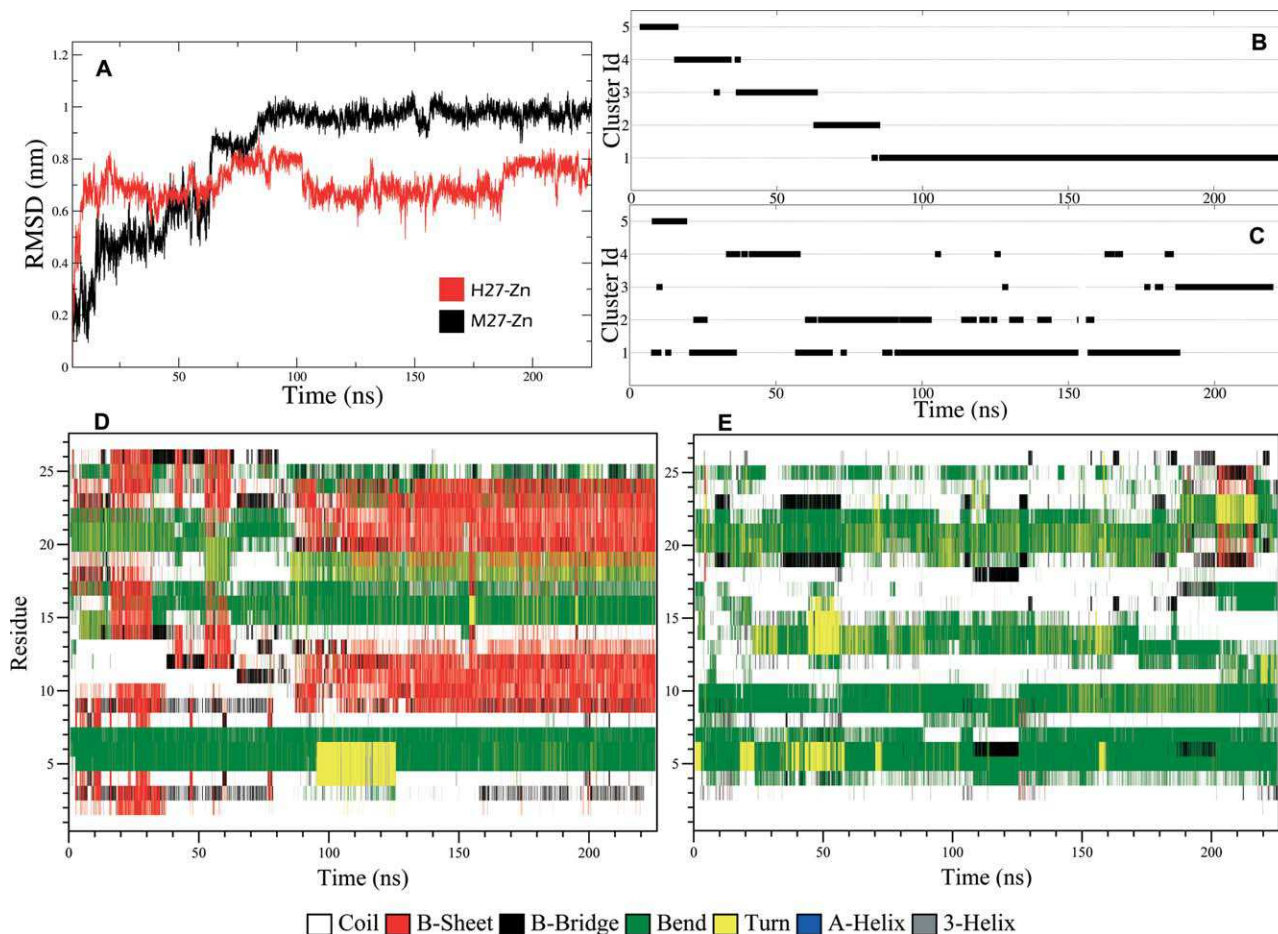 A
RMSD (nm)
1.2
1
0.8
0.6
0.4
0.2
0
H27-Zn
M27-Zn
50 100 150 200
Time (ns)
B
Cluster Id
5
4
3
2
1
0 50 100 150 200
C
Cluster Id
5
4
3
2
1
0 50 100 150 200
Time (ns)
D
Residue
25
20
15
10
5
0 50 100 150 200
Time (ns)
E
25
20
15
10
5
0 50 100 150 200
Time (ns)
Coil B-Sheet B-Bridge Bend Turn A-Helix 3-Helix